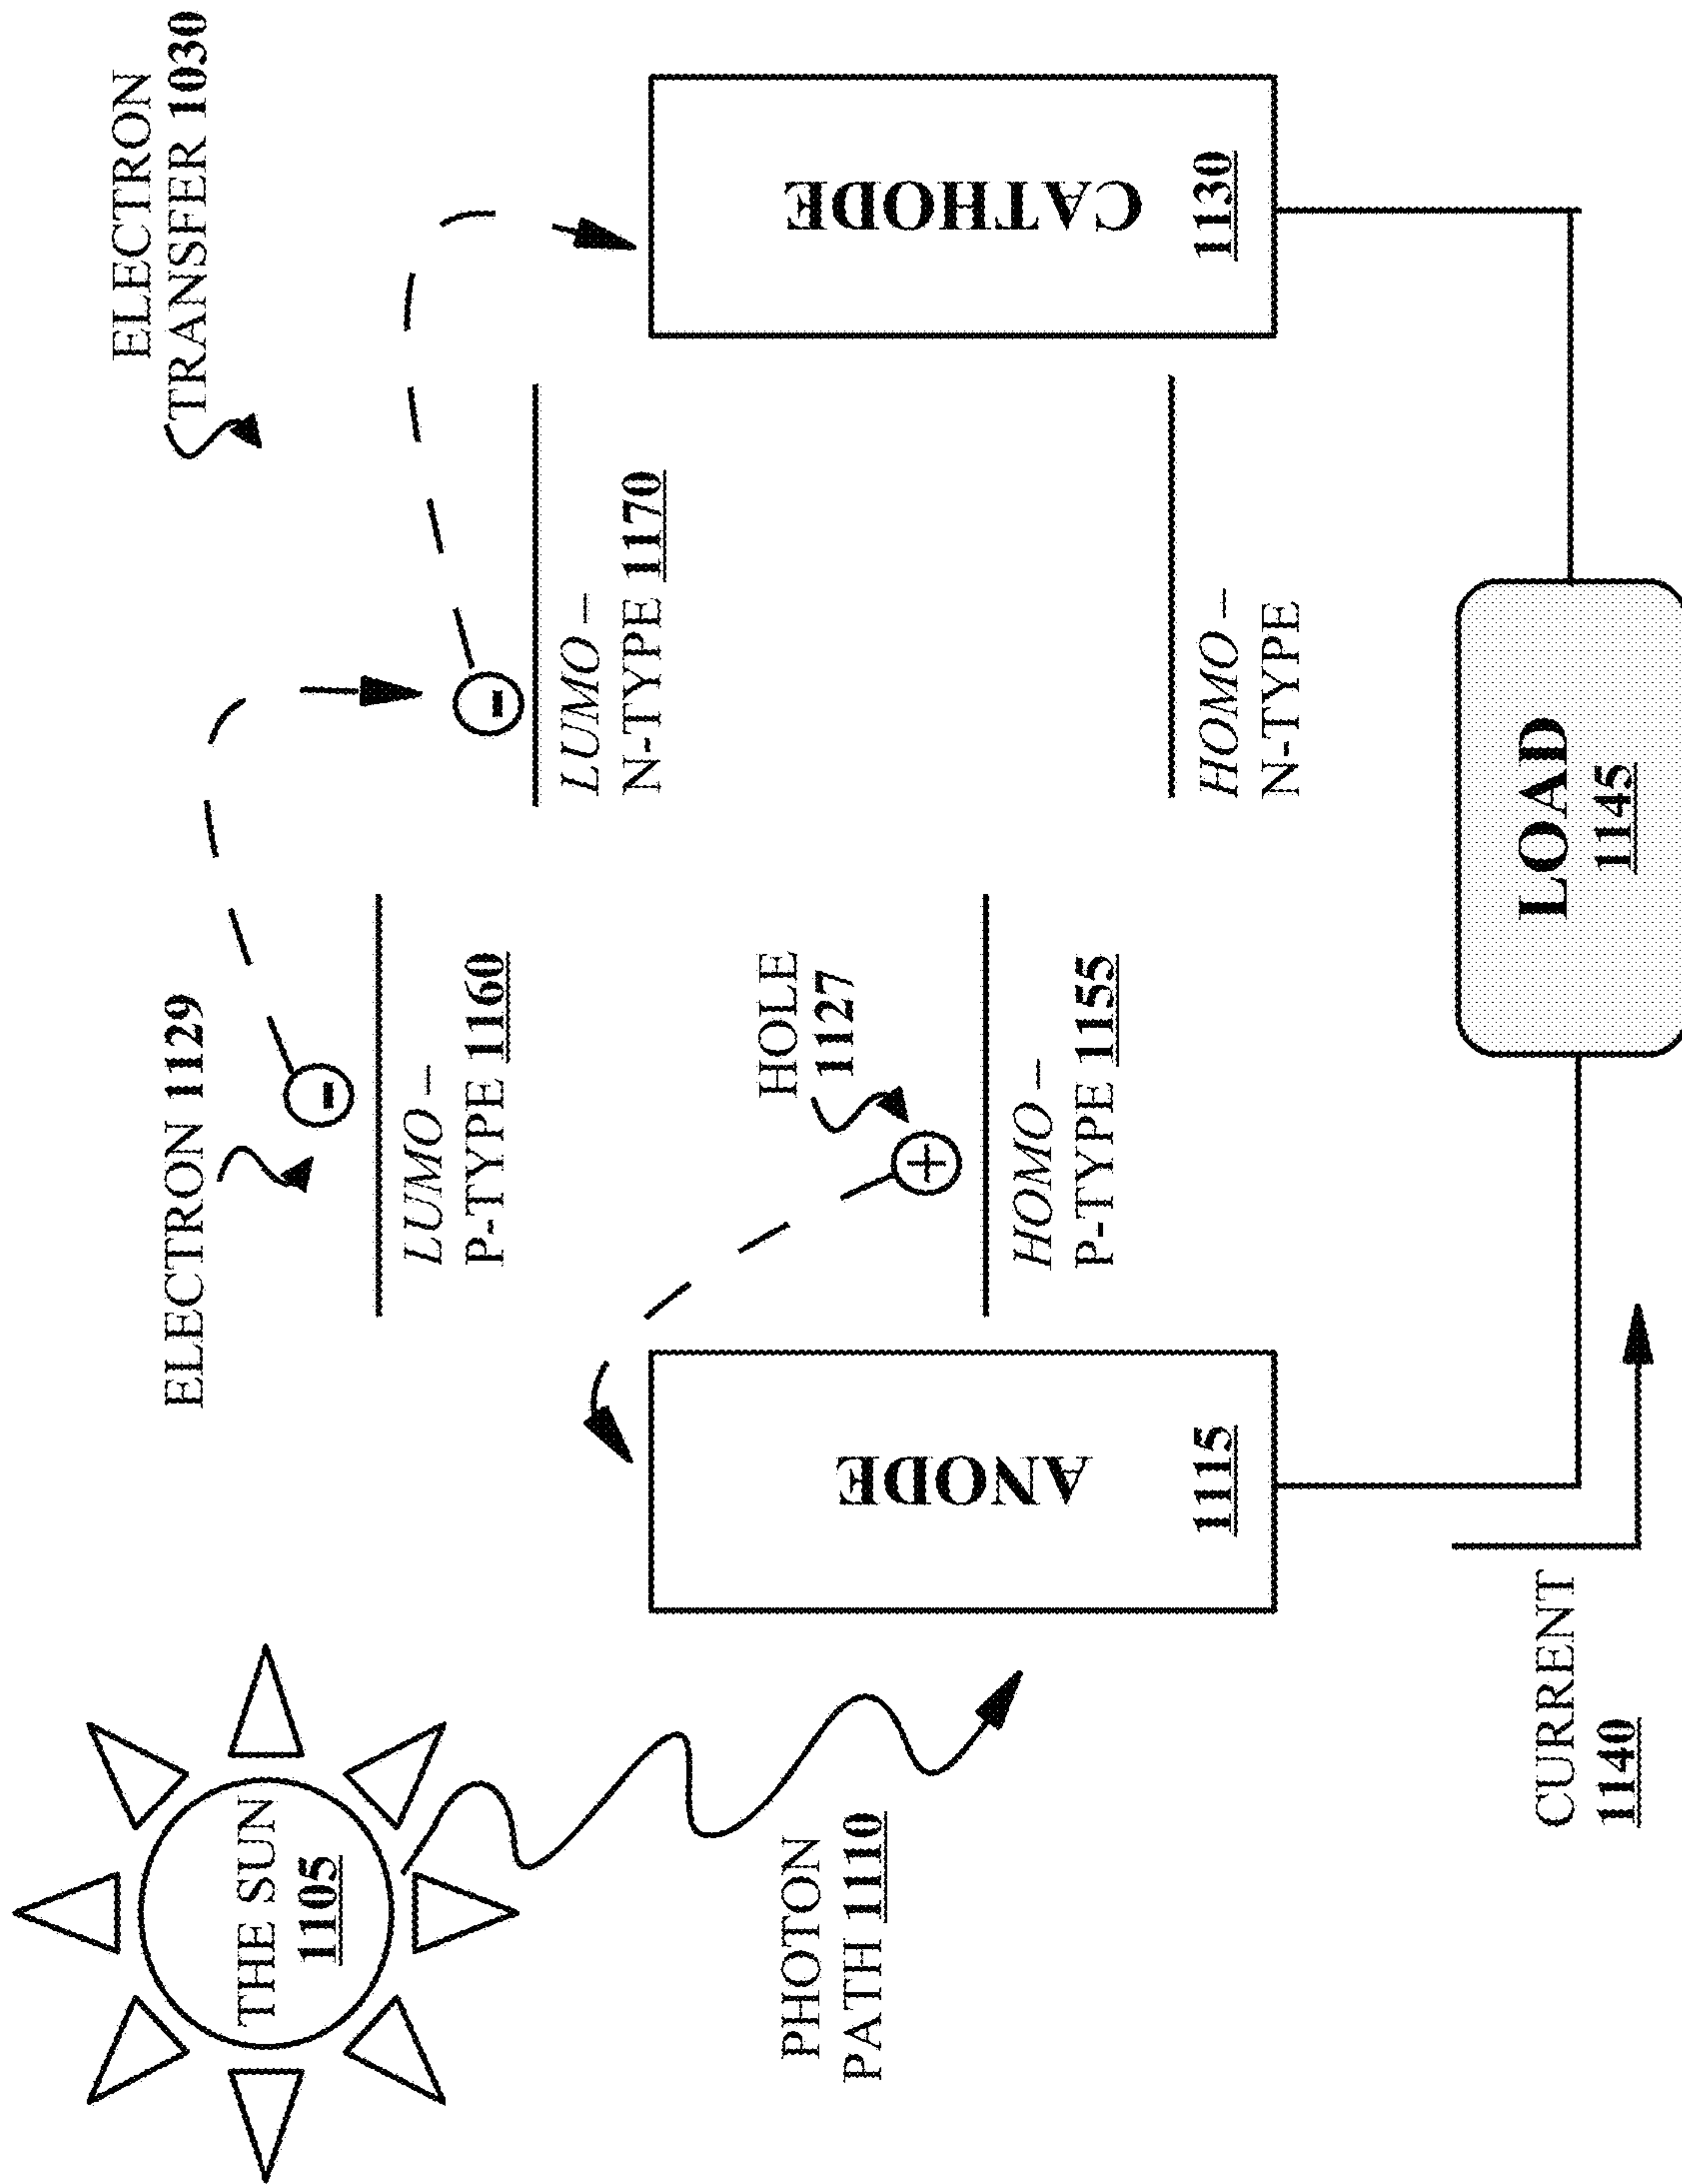 THE SUN
1105
PHOTON
PATH 1110
ELECTRON 1129
ELECTRON
TRANSFER 1030
LUMO –
P-TYPE 1160
LUMO –
N-TYPE 1170
HOLE
1127
HOMO –
P-TYPE 1155
HOMO –
N-TYPE
ANODE
1115
CATHODE
1130
CURRENT
1140
LOAD
1145